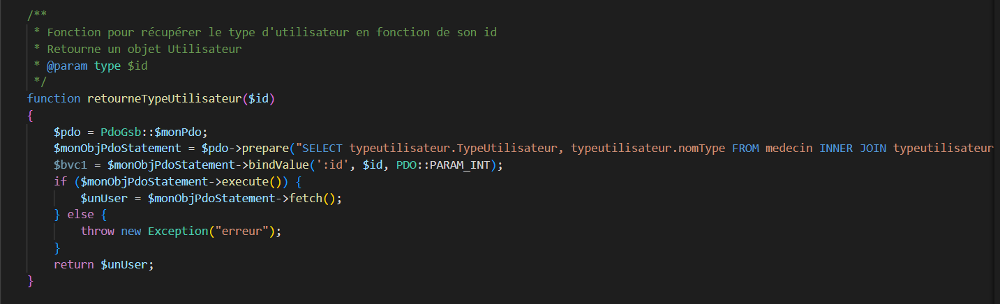 /**
 * Fonction pour récupérer le type d'utilisateur en fonction de son id
 * Retourne un objet Utilisateur
 * @param type $id
 */
function retourneTypeUtilisateur($id)
{
    $pdo = PdoGsb::$monPdo;
    $monObjPdoStatement = $pdo->prepare("SELECT typeutilisateur.TypeUtilisateur, typeutilisateur.nomType FROM medecin INNER JOIN typeutilisateur
    $bvc1 = $monObjPdoStatement->bindValue(':id', $id, PDO::PARAM_INT);
    if ($monObjPdoStatement->execute()) {
        $unUser = $monObjPdoStatement->fetch();
    } else {
        throw new Exception("erreur");
    }
    return $unUser;
}